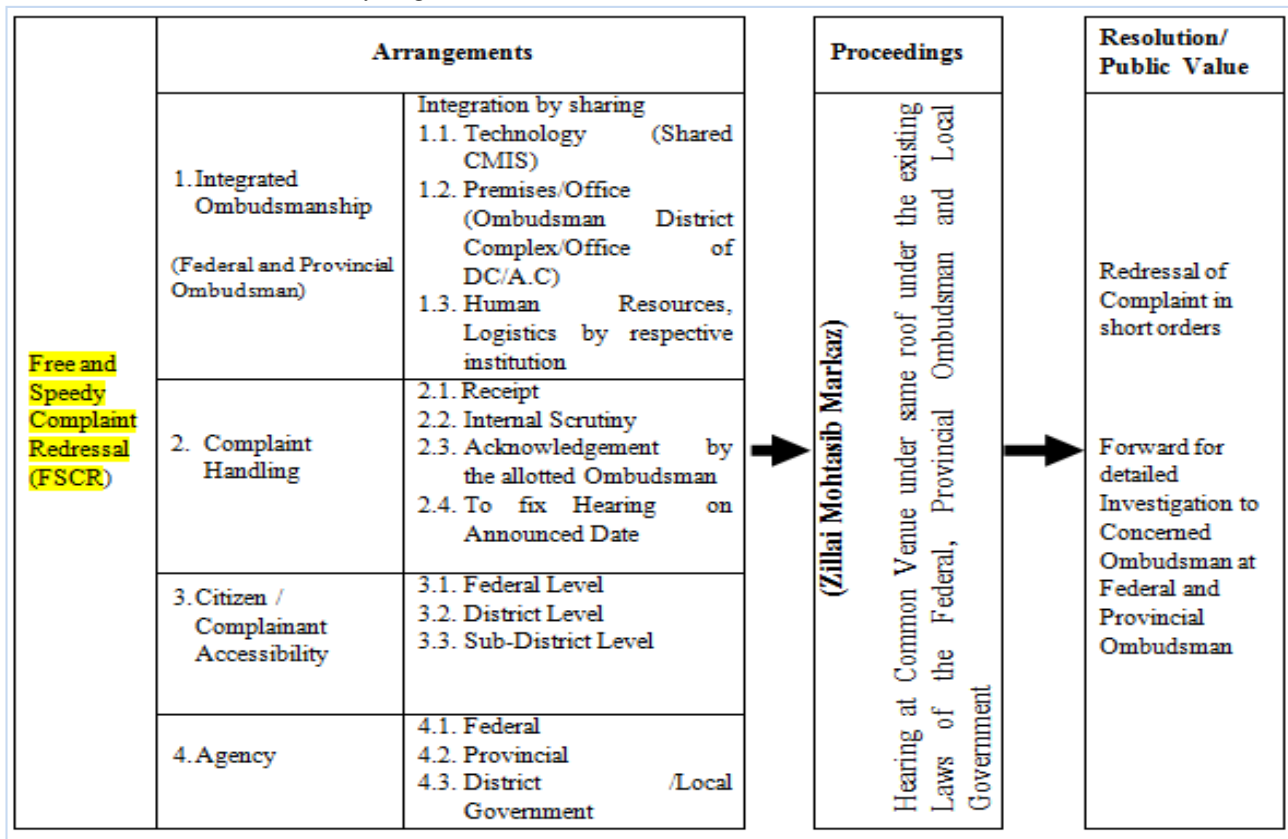 Free and
Speedy
Complaint
Redressal
(FSCR)
Arrangements
1. Integrated
Ombudsmanship
(Federal and Provincial
Ombudsman)
Integration by sharing
1.1. Technology (Shared
CMIS)
1.2. Premises/Office
(Ombudsman District
Complex/Office of
DC/A.C)
1.3. Human Resources,
Logistics by respective
institution
2. Complaint
Handling
2.1. Receipt
2.2. Internal Scrutiny
2.3. Acknowledgement by
the allotted Ombudsman
2.4. To fix Hearing on
Announced Date
3. Citizen /
Complainant
Accessibility
3.1. Federal Level
3.2. District Level
3.3. Sub-District Level
4. Agency
4.1. Federal
4.2. Provincial
4.3. District /Local
Government
Proceedings
(Zillai Mohtasib Markaz)
Hearing at Common Venue under same roof under the existing
Laws of the Federal, Provincial Ombudsman and Local
Government
Resolution/
Public Value
Redressal of
Complaint in
short orders
Forward for
detailed
Investigation to
Concerned
Ombudsman at
Federal and
Provincial
Ombudsman